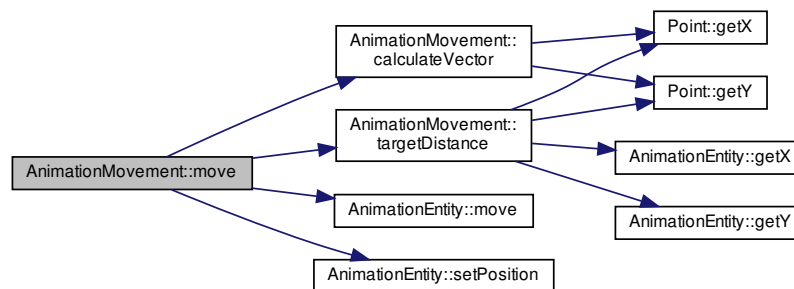 AnimationMovement::move
AnimationMovement::
calculateVector
AnimationMovement::
targetDistance
AnimationEntity::move
AnimationEntity::setPosition
Point::getX
Point::getY
AnimationEntity::getX
AnimationEntity::getY